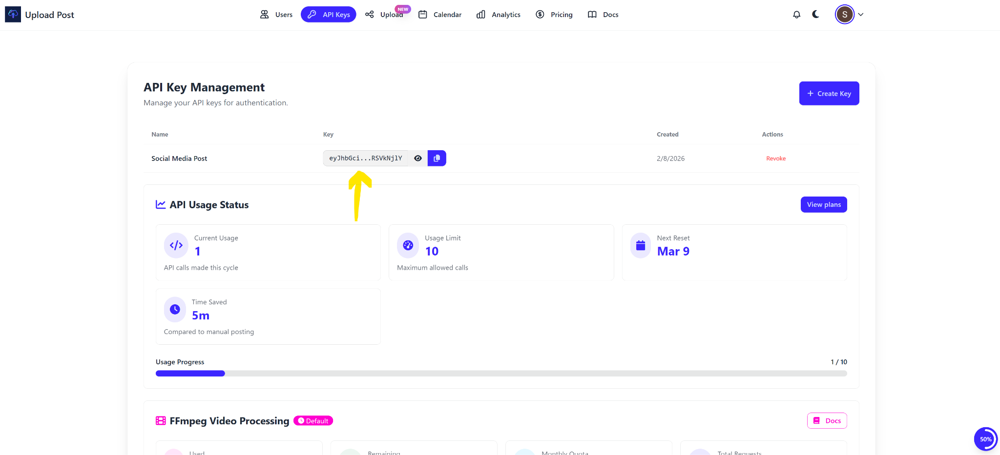 Upload Post
Users
API Keys
Upload
NEW
Calendar
Analytics
Pricing
Docs
S
API Key Management
Manage your API keys for authentication.
+ Create Key
Name Key Created Actions
Social Media Post eyJhbGci...RSVkNjlY 2/8/2026 Revoke
API Usage Status
View plans
Current Usage
1
API calls made this cycle
Usage Limit
10
Maximum allowed calls
Next Reset
Mar 9
Time Saved
5m
Compared to manual posting
Usage Progress 1 / 10
FFmpeg Video Processing Default
Docs
Used
Remaining
Monthly Quota
Total Requests
50%